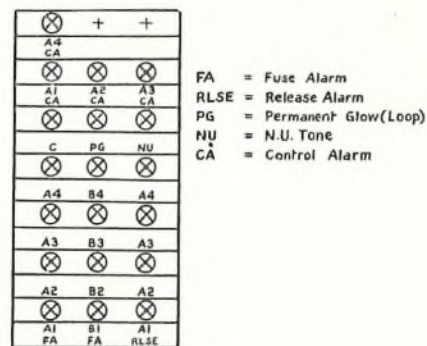 + +
A4
CA
A1 A2 A3
CA CA CA
C PG NU
A4 B4 A4
A3 B3 A3
A2 B2 A2
A1 B1 A1
FA FA RLSE
FA = Fuse Alarm
RLSE = Release Alarm
PG = Permanent Glow(Loop)
NU = N.U. Tone
CA = Control Alarm